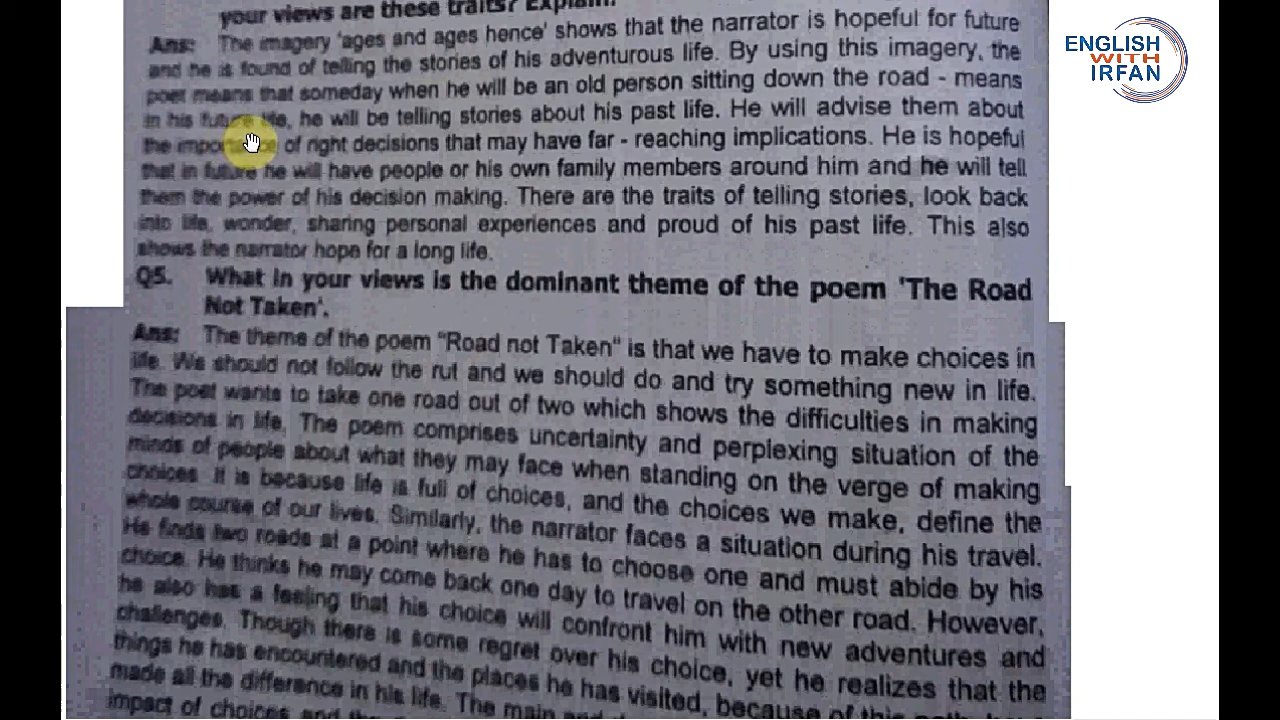 your views are these traits? Explain.
Ans: The imagery 'ages and ages hence' shows that the narrator is hopeful for future
and he is found of telling the stories of his adventurous life. By using this imagery, the
poet means that someday when he will be an old person sitting down the road - means
in his future life, he will be telling stories about his past life. He will advise them about
the importance of right decisions that may have far - reaching implications. He is hopeful
that in future he will have people or his own family members around him and he will tell
them the power of his decision making. There are the traits of telling stories, look back
into life, wonder, sharing personal experiences and proud of his past life. This also
shows the narrator hope for a long life.
Q5. What in your views is the dominant theme of the poem 'The Road
Not Taken'.
Ans: The theme of the poem "Road not Taken" is that we have to make choices in
life. We should not follow the rut and we should do and try something new in life.
The poet wants to take one road out of two which shows the difficulties in making
decisions in life. The poem comprises uncertainty and perplexing situation of the
minds of people about what they may face when standing on the verge of making
choices. It is because life is full of choices, and the choices we make, define the
whole course of our lives. Similarly, the narrator faces a situation during his travel.
He finds two roads at a point where he has to choose one and must abide by his
choice. He thinks he may come back one day to travel on the other road. However,
he also has a feeling that his choice will confront him with new adventures and
challenges. Though there is some regret over his choice, yet he realizes that the
things he has encountered and the places he has visited, because of this
made all the difference in his life. The main and
impact of choices and
ENGLISH
WITH
IRFAN